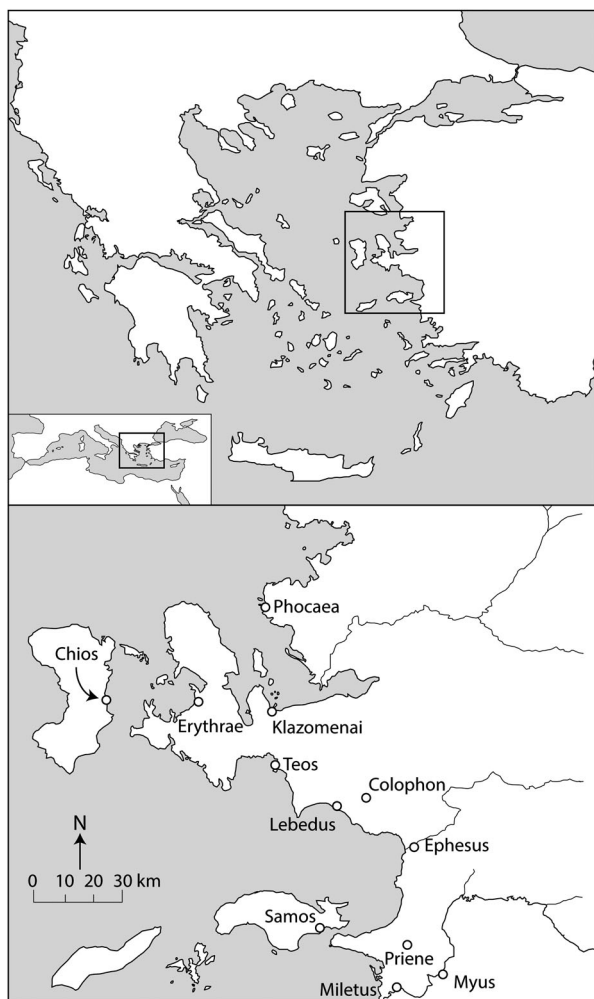 Phocaea
Chios
Erythrae
Klazomenai
Teos
Colophon
Lebedus
N
Ephesus
0 10 20 30 km
Samos
Priene
Myus
Miletus